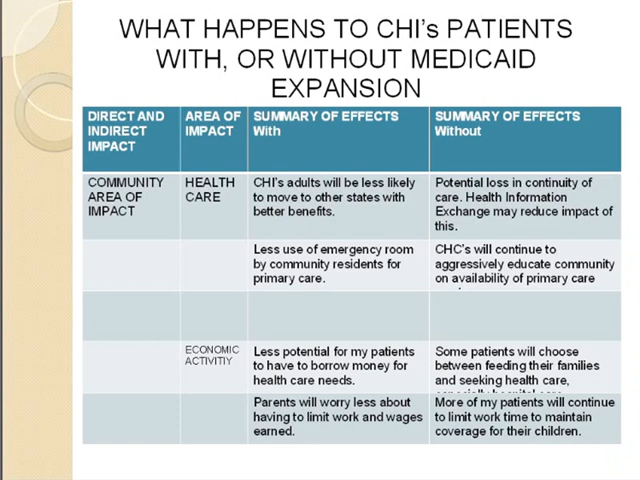 WHAT HAPPENS TO CHI's PATIENTS
WITH, OR WITHOUT MEDICAID
EXPANSION
DIRECT AND
INDIRECT
IMPACT
AREA OF
IMPACT
SUMMARY OF EFFECTS
With
SUMMARY OF EFFECTS
Without
COMMUNITY
AREA OF
IMPACT
HEALTH
CARE
CHI's adults will be less likely
to move to other states with
better benefits.
Potential loss in continuity of
care. Health Information
Exchange may reduce impact of
this.
Less use of emergency room
by community residents for
primary care.
CHC's will continue to
aggressively educate community
on availability of primary care
ECONOMIC
ACTIVITIY
Less potential for my patients
to have to borrow money for
health care needs.
Some patients will choose
between feeding their families
and seeking health care,
Parents will worry less about
having to limit work and wages
earned.
More of my patients will continue
to limit work time to maintain
coverage for their children.